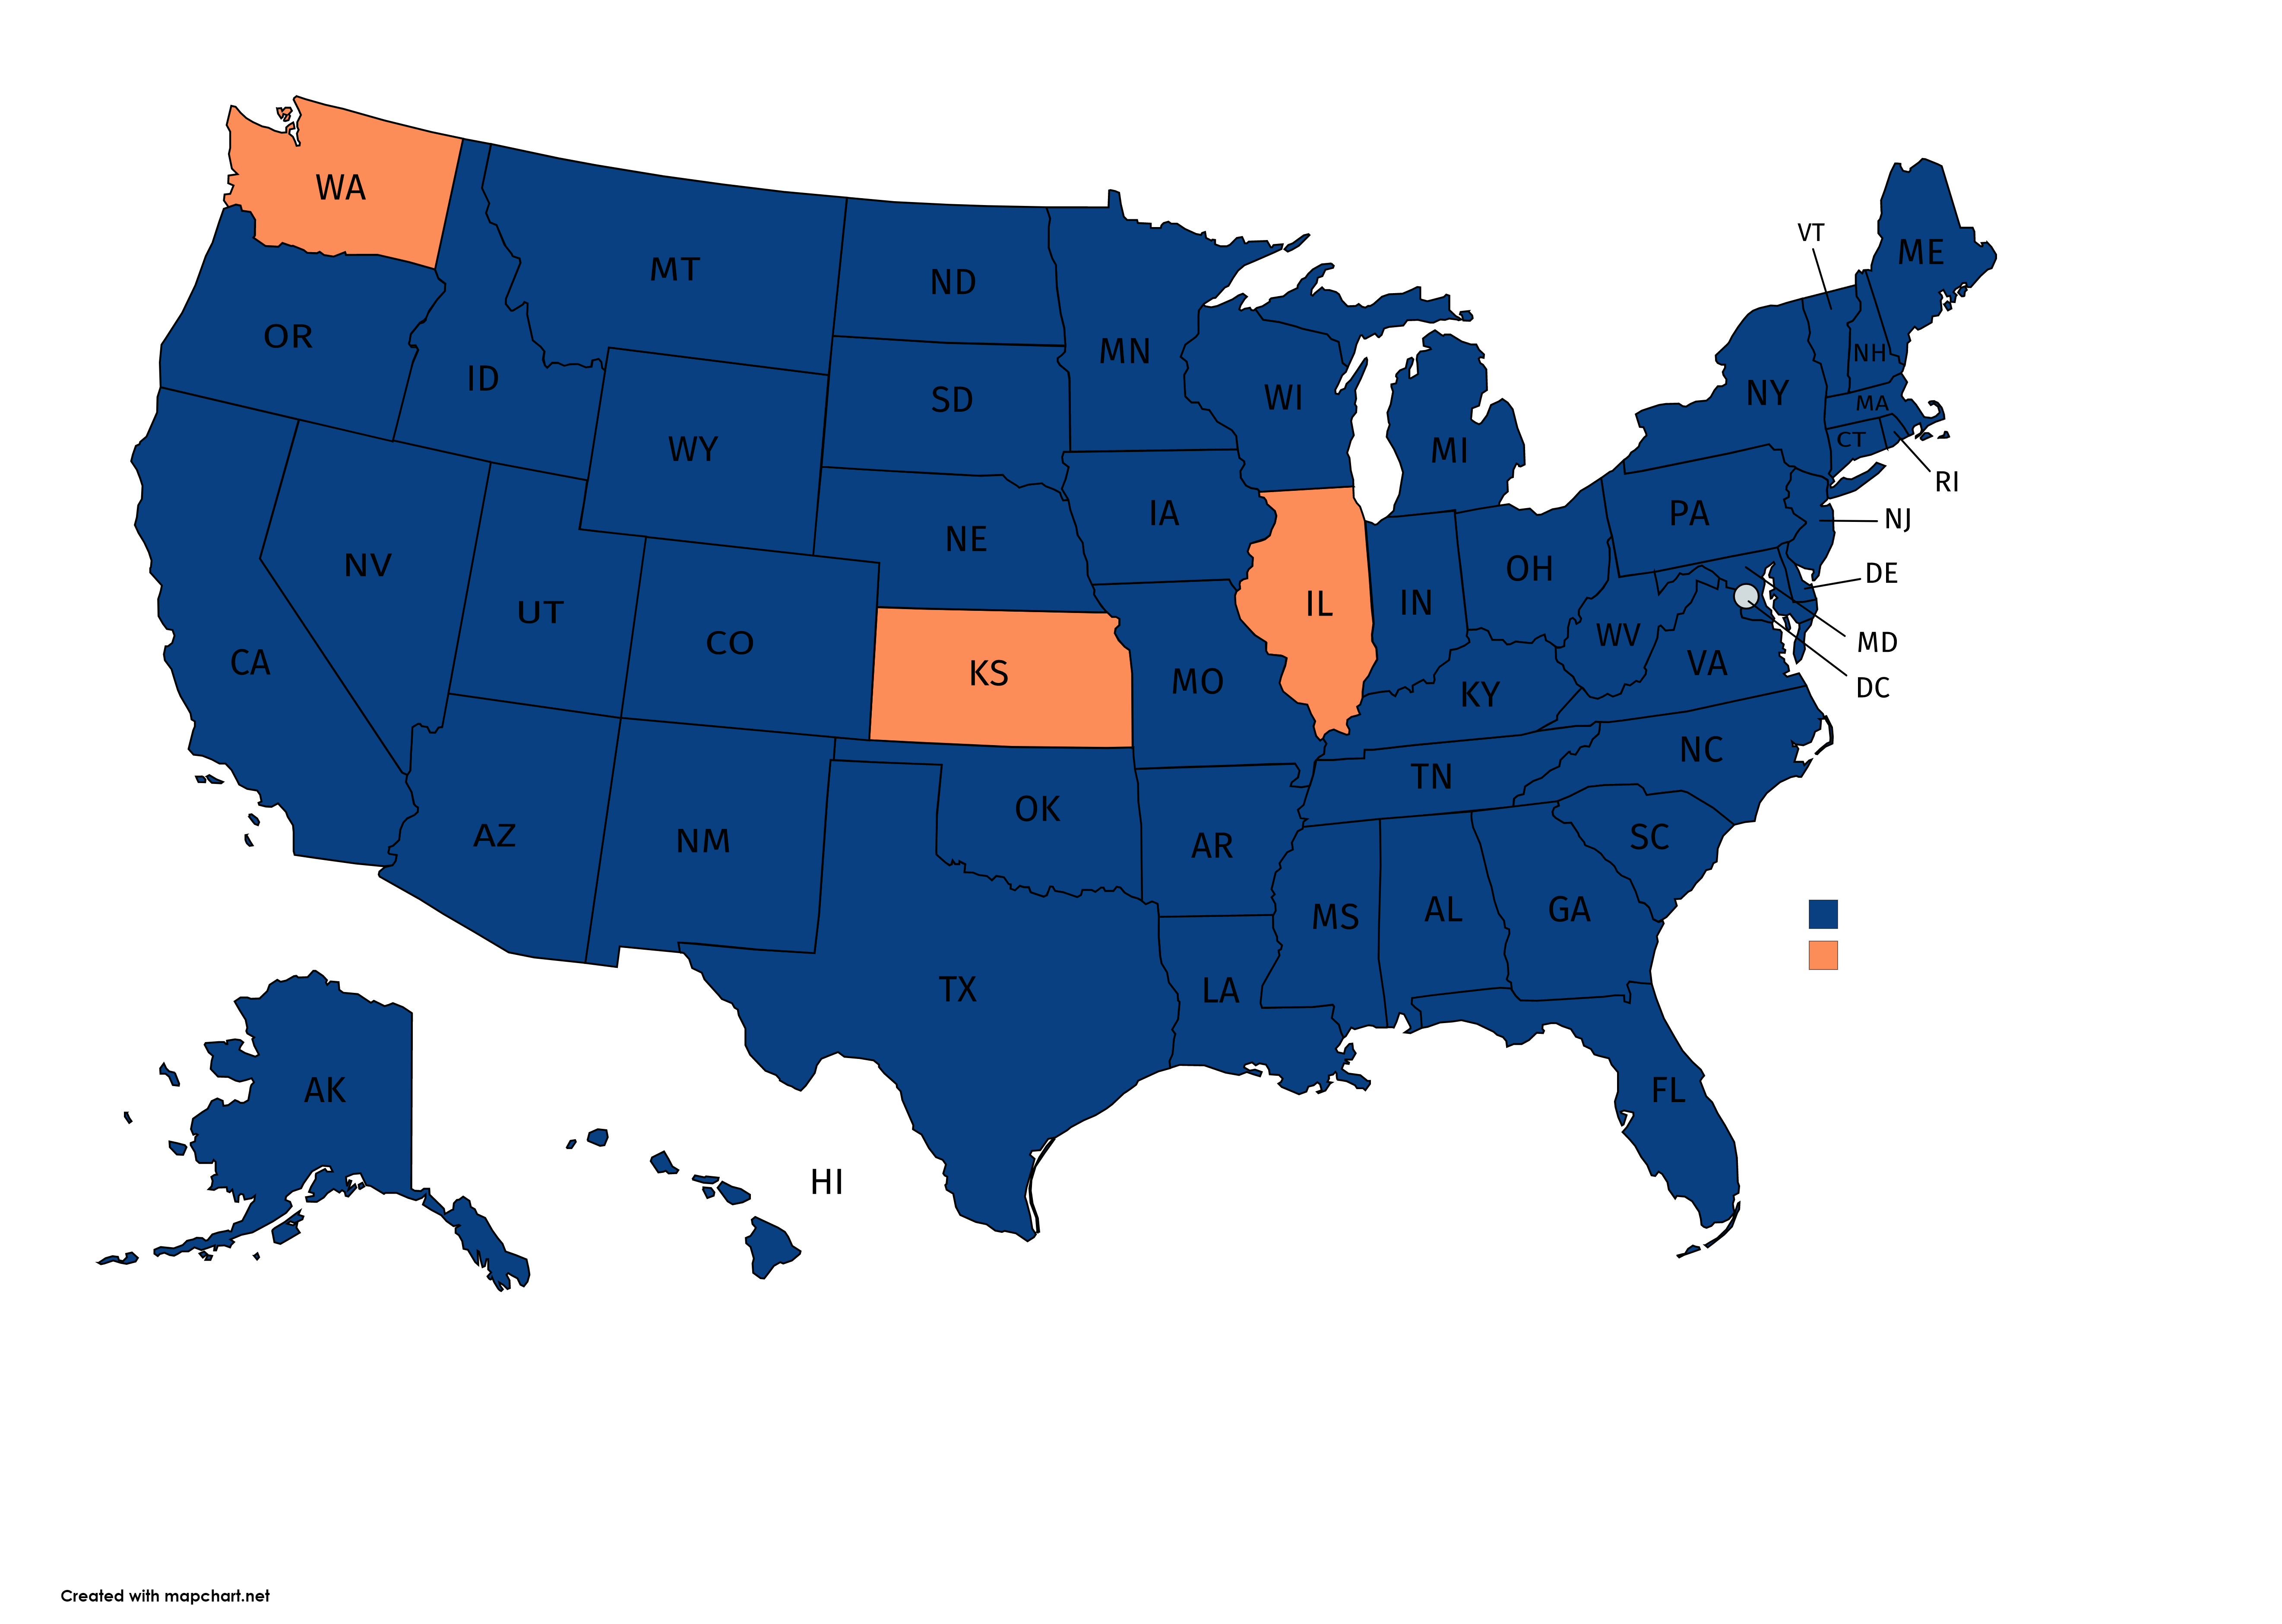 WA
VT
ME
MT
ND
OR
MN
NH
ID
SD
WI
NY
MA
WY
MI
CT
RI
IA
PA
NJ
NE
NV
OH
DE
UT
IL
IN
WV
MD
CO
CA
KS
VA
MO
DC
KY
NC
TN
OK
AZ
NM
AR
SC
MS
AL
GA
TX
LA
AK
FL
HI
Created with mapchart.net